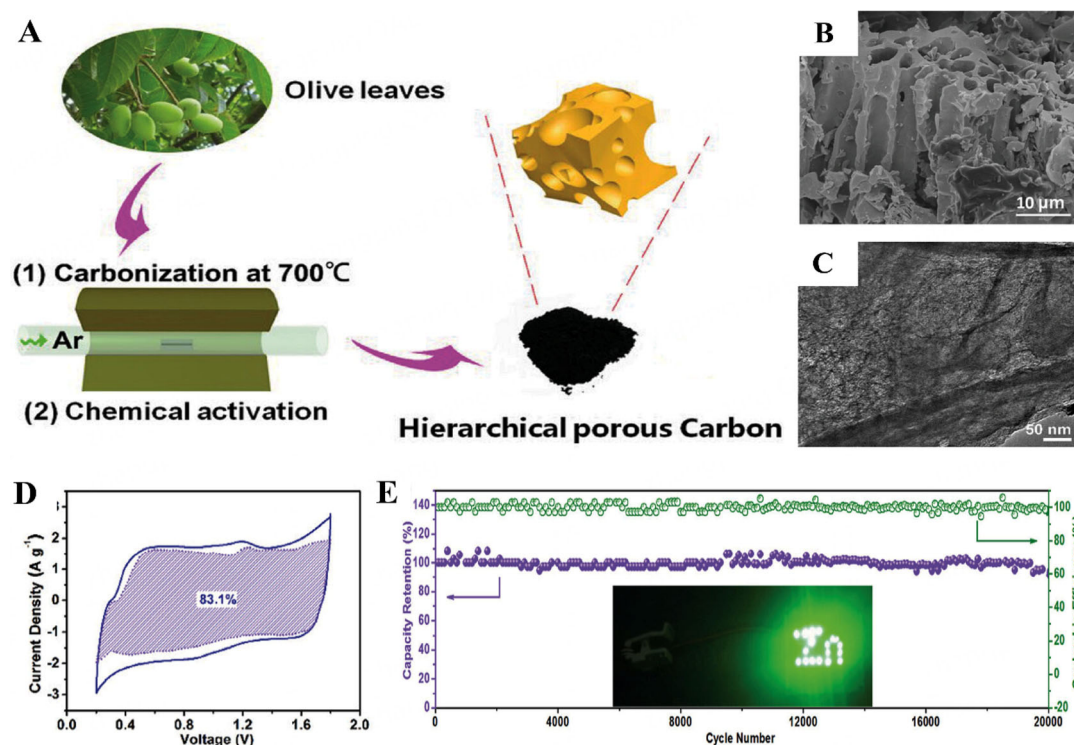 A
Olive leaves
(1) Carbonization at 700℃
Ar
(2) Chemical activation
Hierarchical porous Carbon
B
10 μm
C
50 nm
D
Current Density (A g⁻¹)
2
1
0
-1
-2
-3
83.1%
0.0 0.4 0.8 1.2 1.6 2.0
Voltage (V)
E
Capacity Retention (%)
140
120
100
80
60
40
20
0
Zn
100
80
60
40
20
0
-20
0 4000 8000 12000 16000 20000
Cycle Number